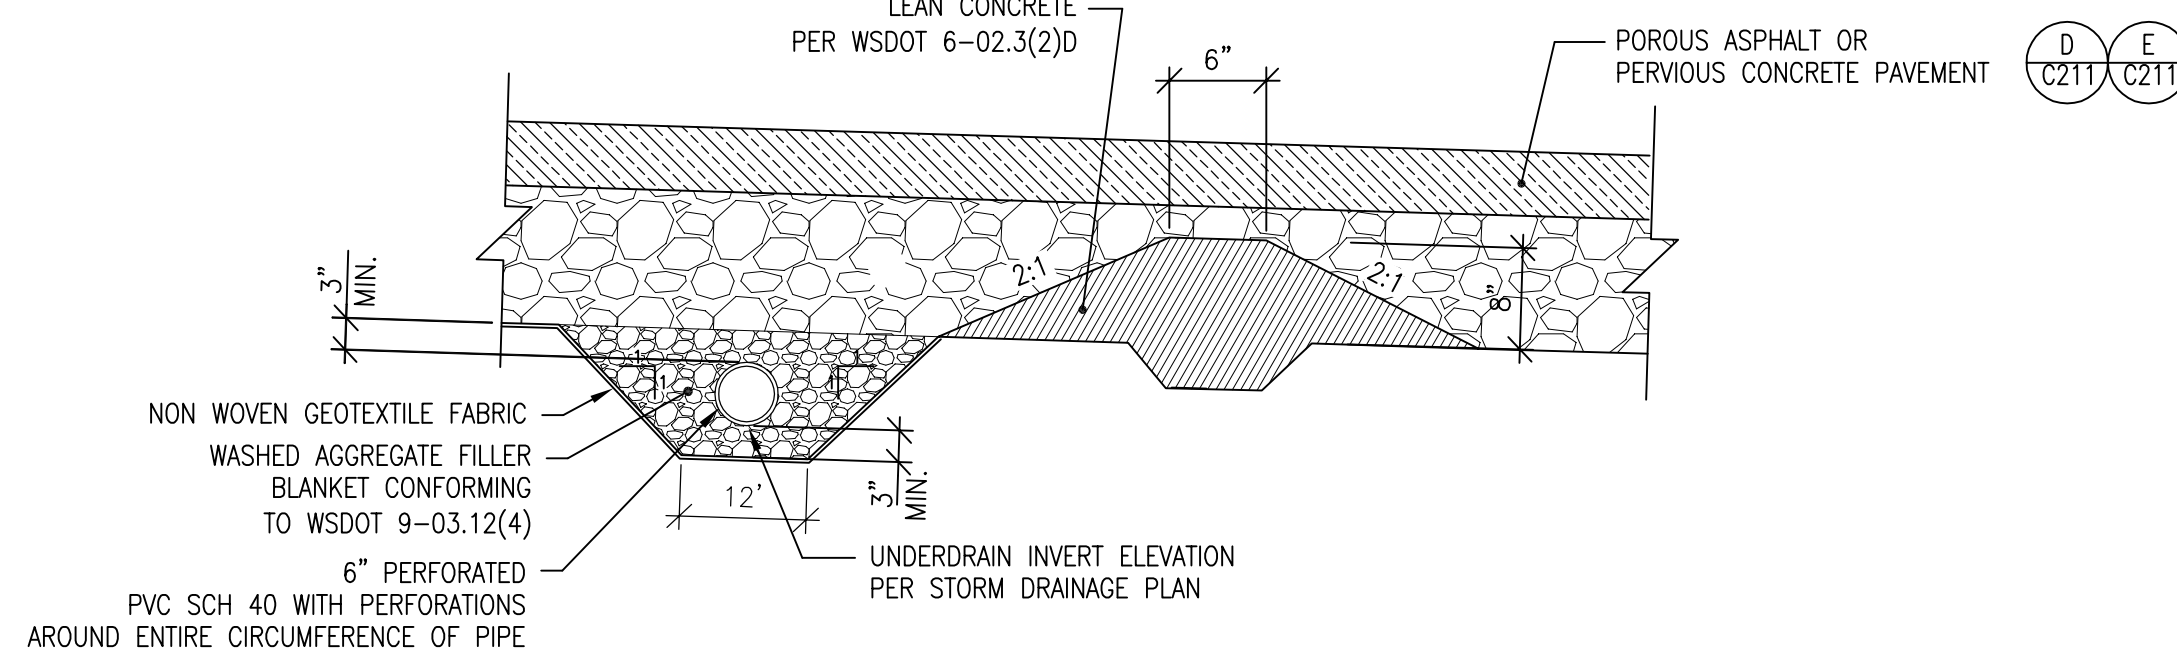 LEAN CONCRETE
PER WSDOT 6-02.3(2)D
6"
POROUS ASPHALT OR
PERVIOUS CONCRETE PAVEMENT
D
C211
E
C211
3"
MIN.
2:1
2:1
8"
1
1
1
1
NON WOVEN GEOTEXTILE FABRIC
WASHED AGGREGATE FILLER
BLANKET CONFORMING
TO WSDOT 9-03.12(4)
6" PERFORATED
PVC SCH 40 WITH PERFORATIONS
AROUND ENTIRE CIRCUMFERENCE OF PIPE
12'
3"
MIN.
UNDERDRAIN INVERT ELEVATION
PER STORM DRAINAGE PLAN